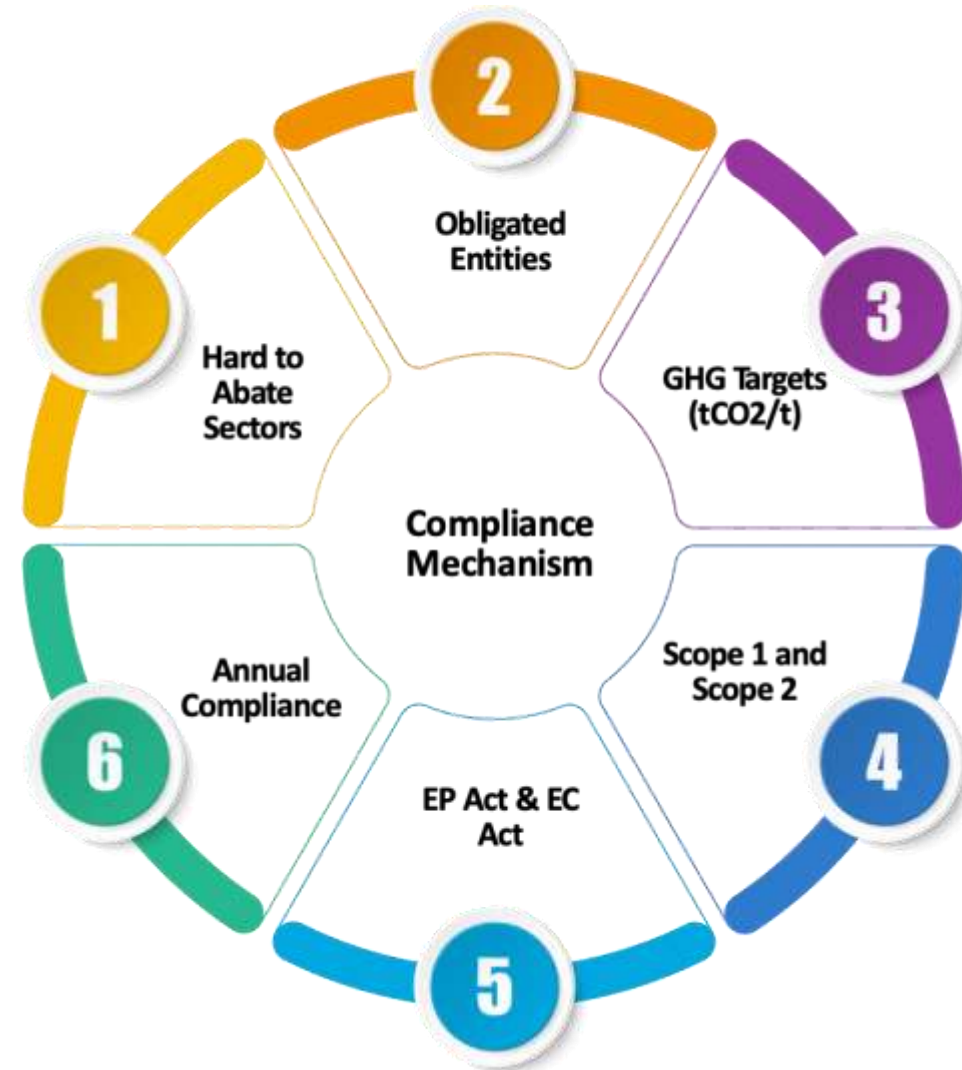 1
Hard to
Abate
Sectors
2
Obligated
Entities
3
GHG Targets
(tCO2/t)
4
Scope 1 and
Scope 2
5
EP Act & EC
Act
6
Annual
Compliance
Compliance
Mechanism